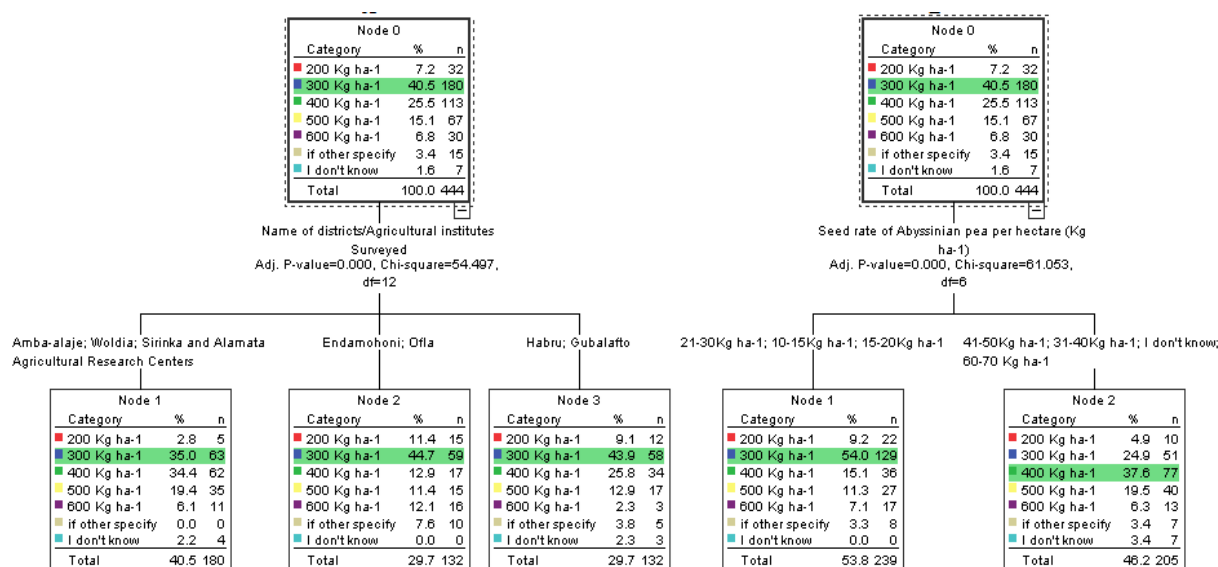 Node 0
Category % n
200 Kg ha-1 7.2 32
300 Kg ha-1 40.5 180
400 Kg ha-1 25.5 113
500 Kg ha-1 15.1 67
600 Kg ha-1 6.8 30
if other specify 3.4 15
I don't know 1.6 7
Total 100.0 444
Name of districts/Agricultural institutes
Surveyed
Adj. P-value=0.000, Chi-square=54.497,
df=12
Amba-alaje; Woldia; Sirinka and Alamata
Agricultural Research Centers
Endamohoni; Ofla
Habru; Gubalafto
Node 1
Category % n
200 Kg ha-1 2.8 5
300 Kg ha-1 35.0 63
400 Kg ha-1 34.4 62
500 Kg ha-1 19.4 35
600 Kg ha-1 6.1 11
if other specify 0.0 0
I don't know 2.2 4
Total 40.5 180
Node 2
Category % n
200 Kg ha-1 11.4 15
300 Kg ha-1 44.7 59
400 Kg ha-1 12.9 17
500 Kg ha-1 11.4 15
600 Kg ha-1 12.1 16
if other specify 7.6 10
I don't know 0.0 0
Total 29.7 132
Node 3
Category % n
200 Kg ha-1 9.1 12
300 Kg ha-1 43.9 58
400 Kg ha-1 25.8 34
500 Kg ha-1 12.9 17
600 Kg ha-1 2.3 3
if other specify 3.8 5
I don't know 2.3 3
Total 29.7 132
Node 0
Category % n
200 Kg ha-1 7.2 32
300 Kg ha-1 40.5 180
400 Kg ha-1 25.5 113
500 Kg ha-1 15.1 67
600 Kg ha-1 6.8 30
if other specify 3.4 15
I don't know 1.6 7
Total 100.0 444
Seed rate of Abyssinian pea per hectare (Kg
ha-1)
Adj. P-value=0.000, Chi-square=61.053,
df=6
21-30Kg ha-1; 10-15Kg ha-1; 15-20Kg ha-1
41-50Kg ha-1; 31-40Kg ha-1; I don't know;
60-70 Kg ha-1
Node 1
Category % n
200 Kg ha-1 9.2 22
300 Kg ha-1 54.0 129
400 Kg ha-1 15.1 36
500 Kg ha-1 11.3 27
600 Kg ha-1 7.1 17
if other specify 3.3 8
I don't know 0.0 0
Total 53.8 239
Node 2
Category % n
200 Kg ha-1 4.9 10
300 Kg ha-1 24.9 51
400 Kg ha-1 37.6 77
500 Kg ha-1 19.5 40
600 Kg ha-1 6.3 13
if other specify 3.4 7
I don't know 3.4 7
Total 46.2 205